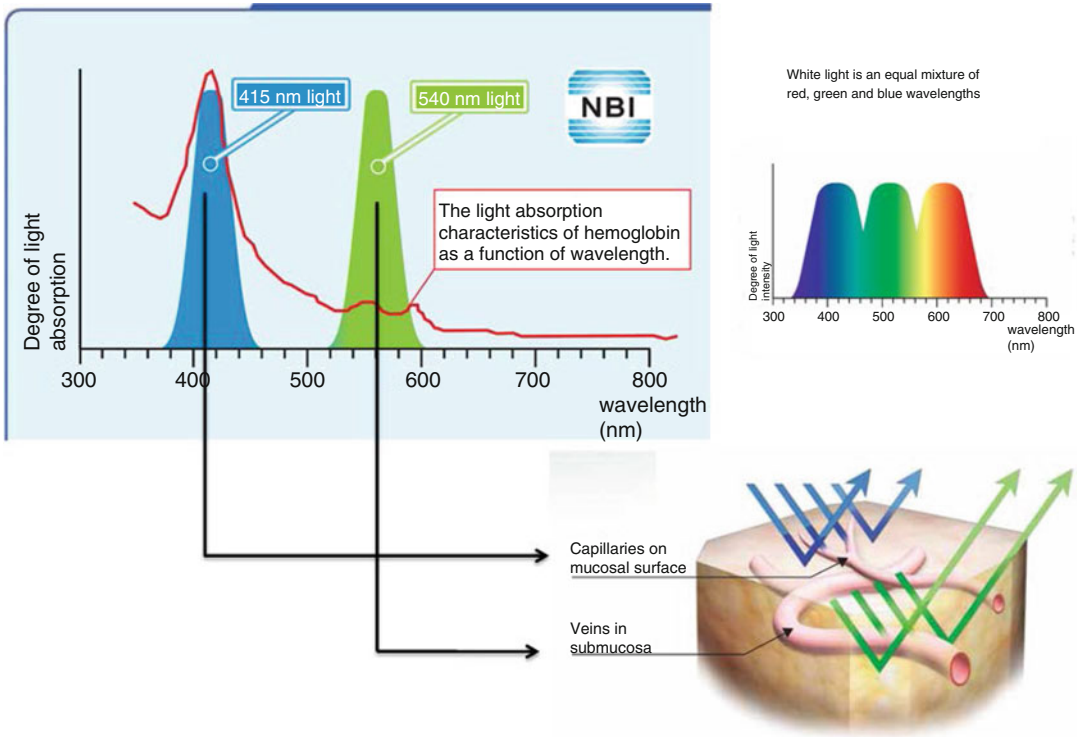 415 nm light
540 nm light
NBI
The light absorption
characteristics of hemoglobin
as a function of wavelength.
Degree of light
absorption
300
400
500
600
700
800
wavelength
(nm)
White light is an equal mixture of
red, green and blue wavelengths
Degree of light
intensity
300
400
500
600
700
800
wavelength
(nm)
Capillaries on
mucosal surface
Veins in
submucosa